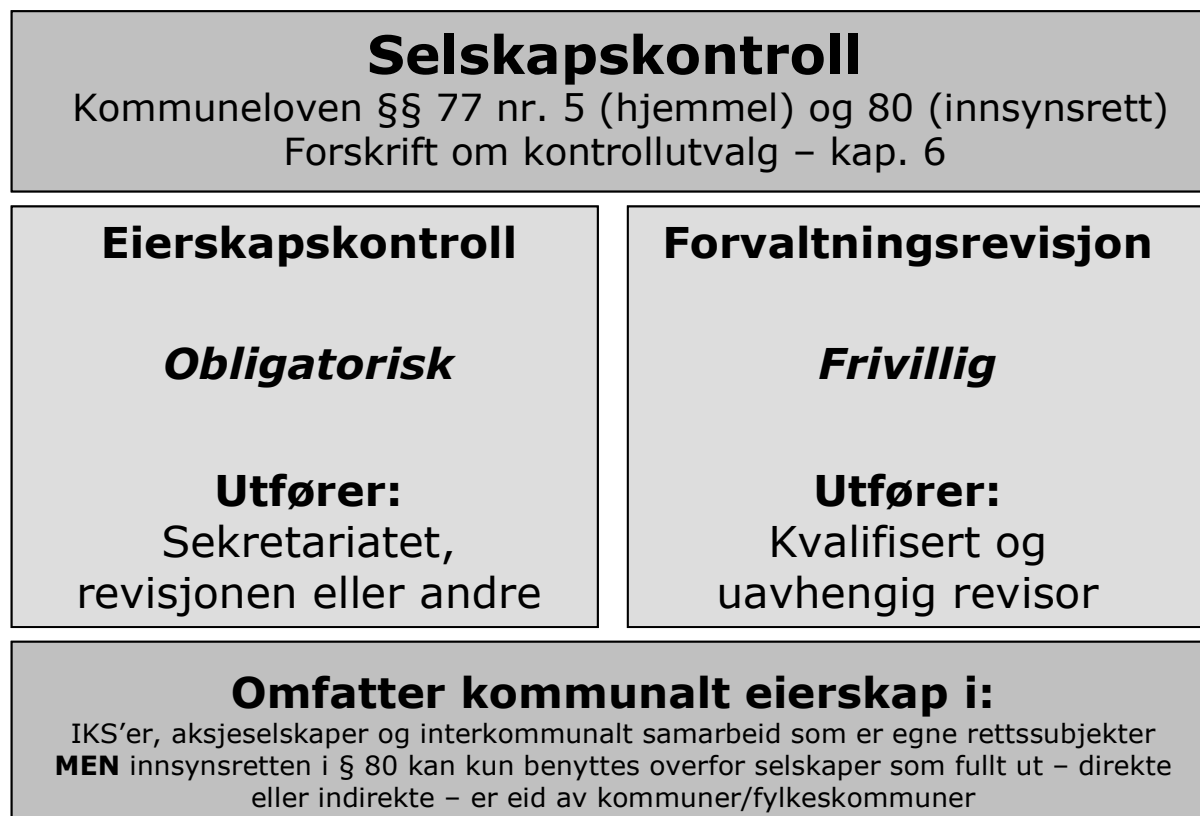 Selskapskontroll
Kommuneloven §§ 77 nr. 5 (hjemmel) og 80 (innsynsrett)
Forskrift om kontrollutvalg – kap. 6
Eierskapskontroll
Obligatorisk
Utfører:
Sekretariatet,
revisjonen eller andre
Forvaltningsrevisjon
Frivillig
Utfører:
Kvalifisert og
uavhengig revisor
Omfatter kommunalt eierskap i:
IKS’er, aksjeselskaper og interkommunalt samarbeid som er egne rettssubjekter
MEN innsynsretten i § 80 kan kun benyttes overfor selskaper som fullt ut – direkte
eller indirekte – er eid av kommuner/fylkeskommuner